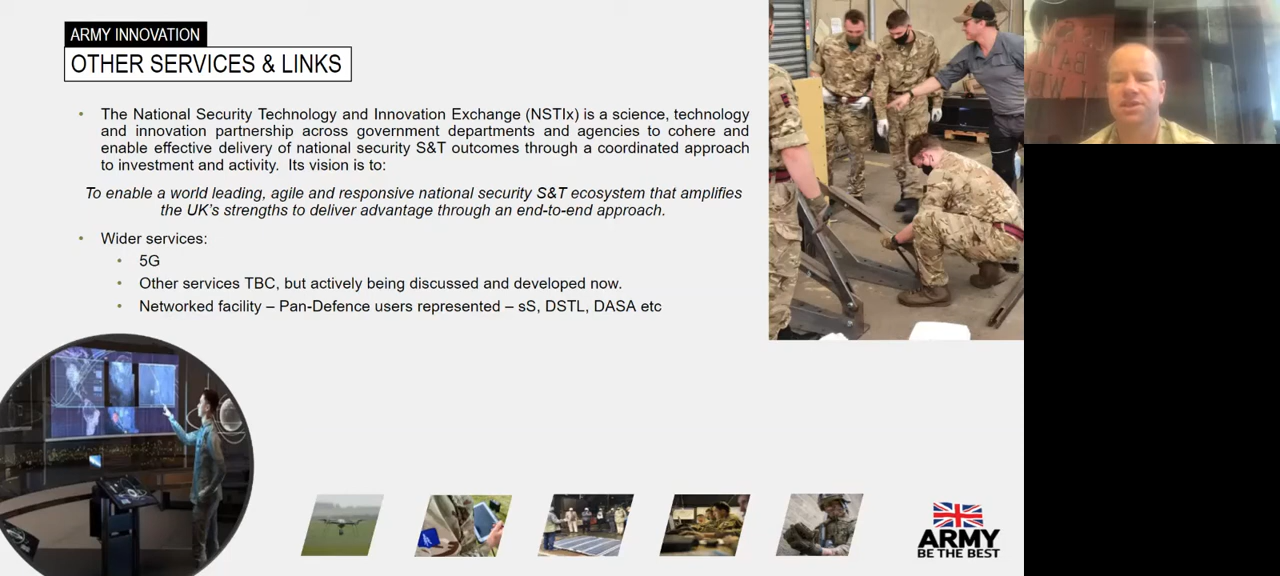 ARMY INNOVATION
OTHER SERVICES & LINKS
• The National Security Technology and Innovation Exchange (NSTIx) is a science, technology
and innovation partnership across government departments and agencies to cohere and
enable effective delivery of national security S&T outcomes through a coordinated approach
to investment and activity. Its vision is to:
To enable a world leading, agile and responsive national security S&T ecosystem that amplifies
the UK's strengths to deliver advantage through an end-to-end approach.
• Wider services:
• 5G
• Other services TBC, but actively being discussed and developed now.
• Networked facility – Pan-Defence users represented – sS, DSTL, DASA etc
ARMY
BE THE BEST